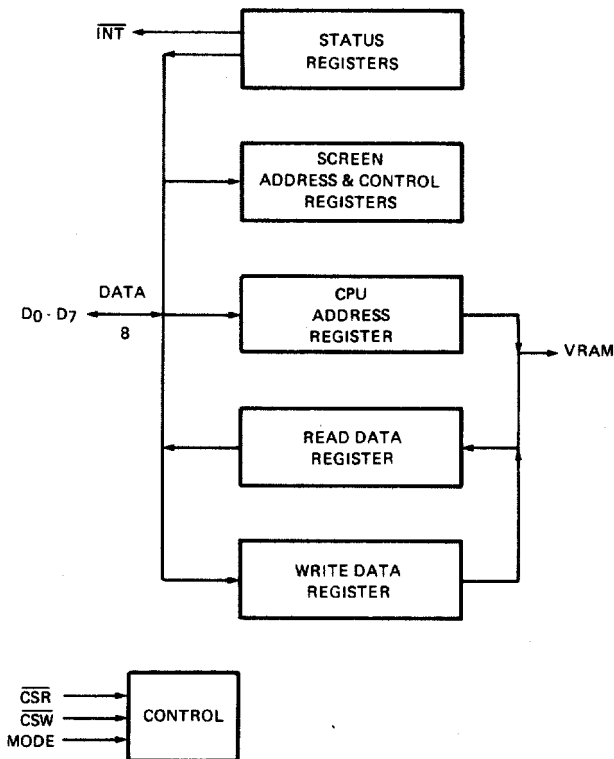 INT
STATUS
REGISTERS
SCREEN
ADDRESS & CONTROL
REGISTERS
DATA
D0 - D7
8
CPU
ADDRESS
REGISTER
VRAM
READ DATA
REGISTER
WRITE DATA
REGISTER
CSR
CSW
MODE
CONTROL